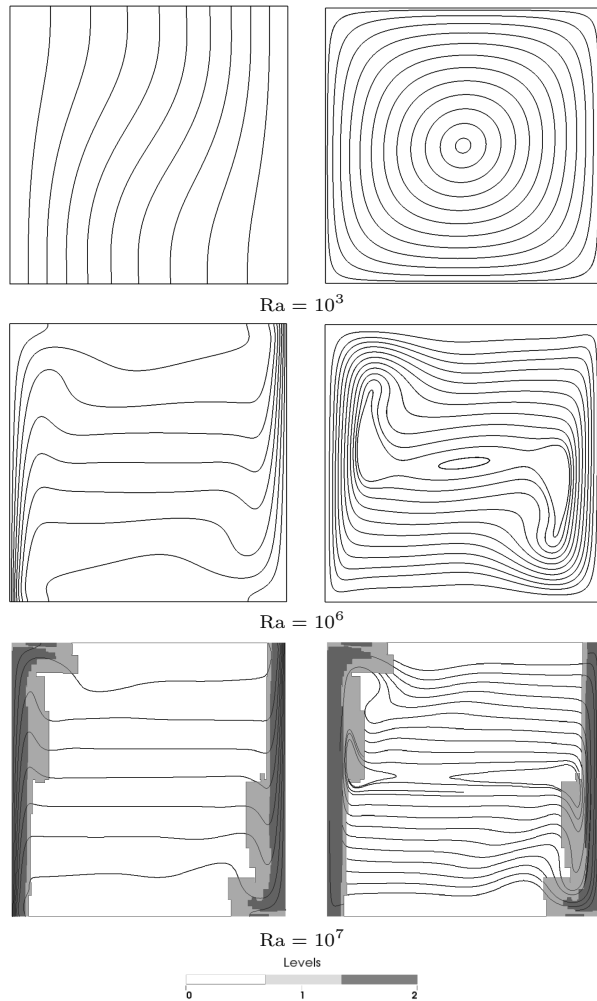 Ra = 10³
Ra = 10⁶
Ra = 10⁷
Levels
0 1 2